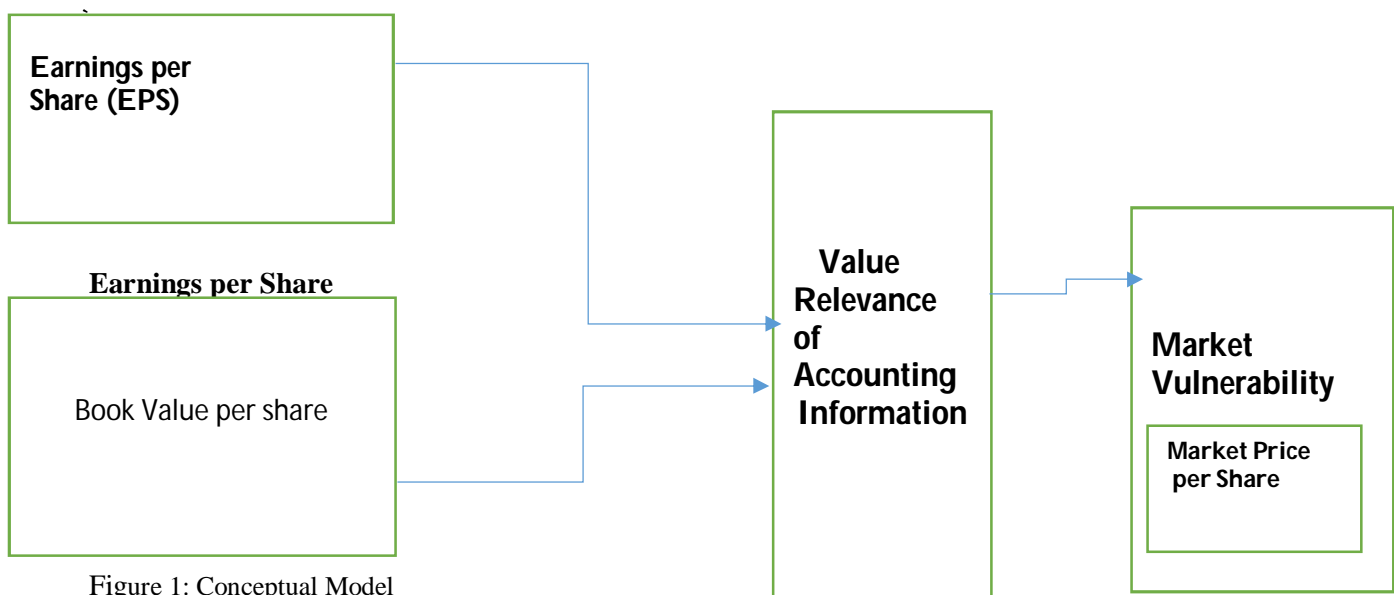 Earnings per
Share (EPS)
Earnings per Share
Book Value per share
Value
Relevance
of
Accounting
Information
Market
Vulnerability
Market Price
per Share
Figure 1: Conceptual Model